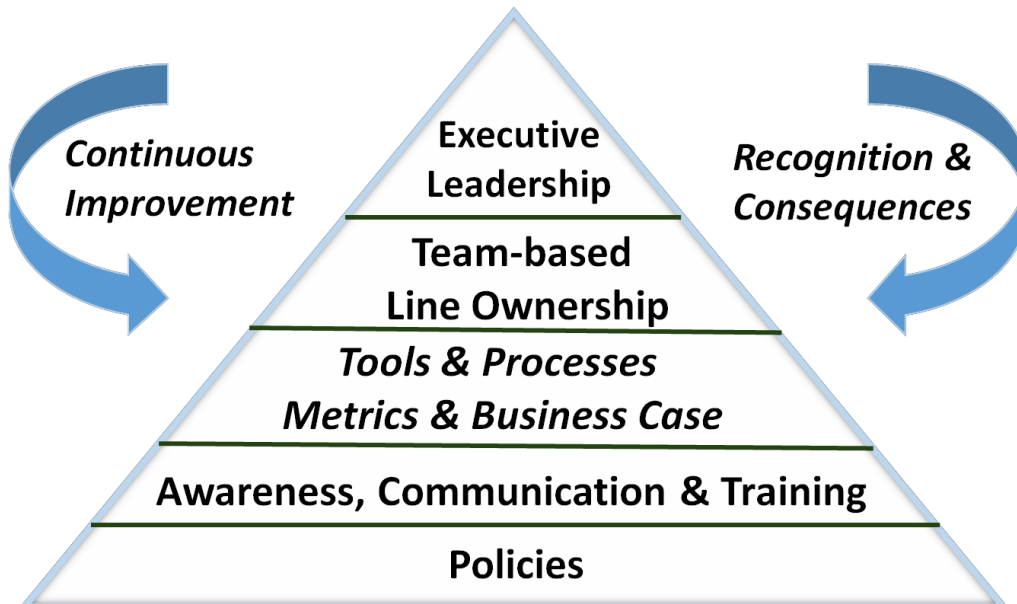 Executive
Leadership
Continuous
Improvement
Recognition &
Consequences
Team-based
Line Ownership
Tools & Processes
Metrics & Business Case
Awareness, Communication & Training
Policies